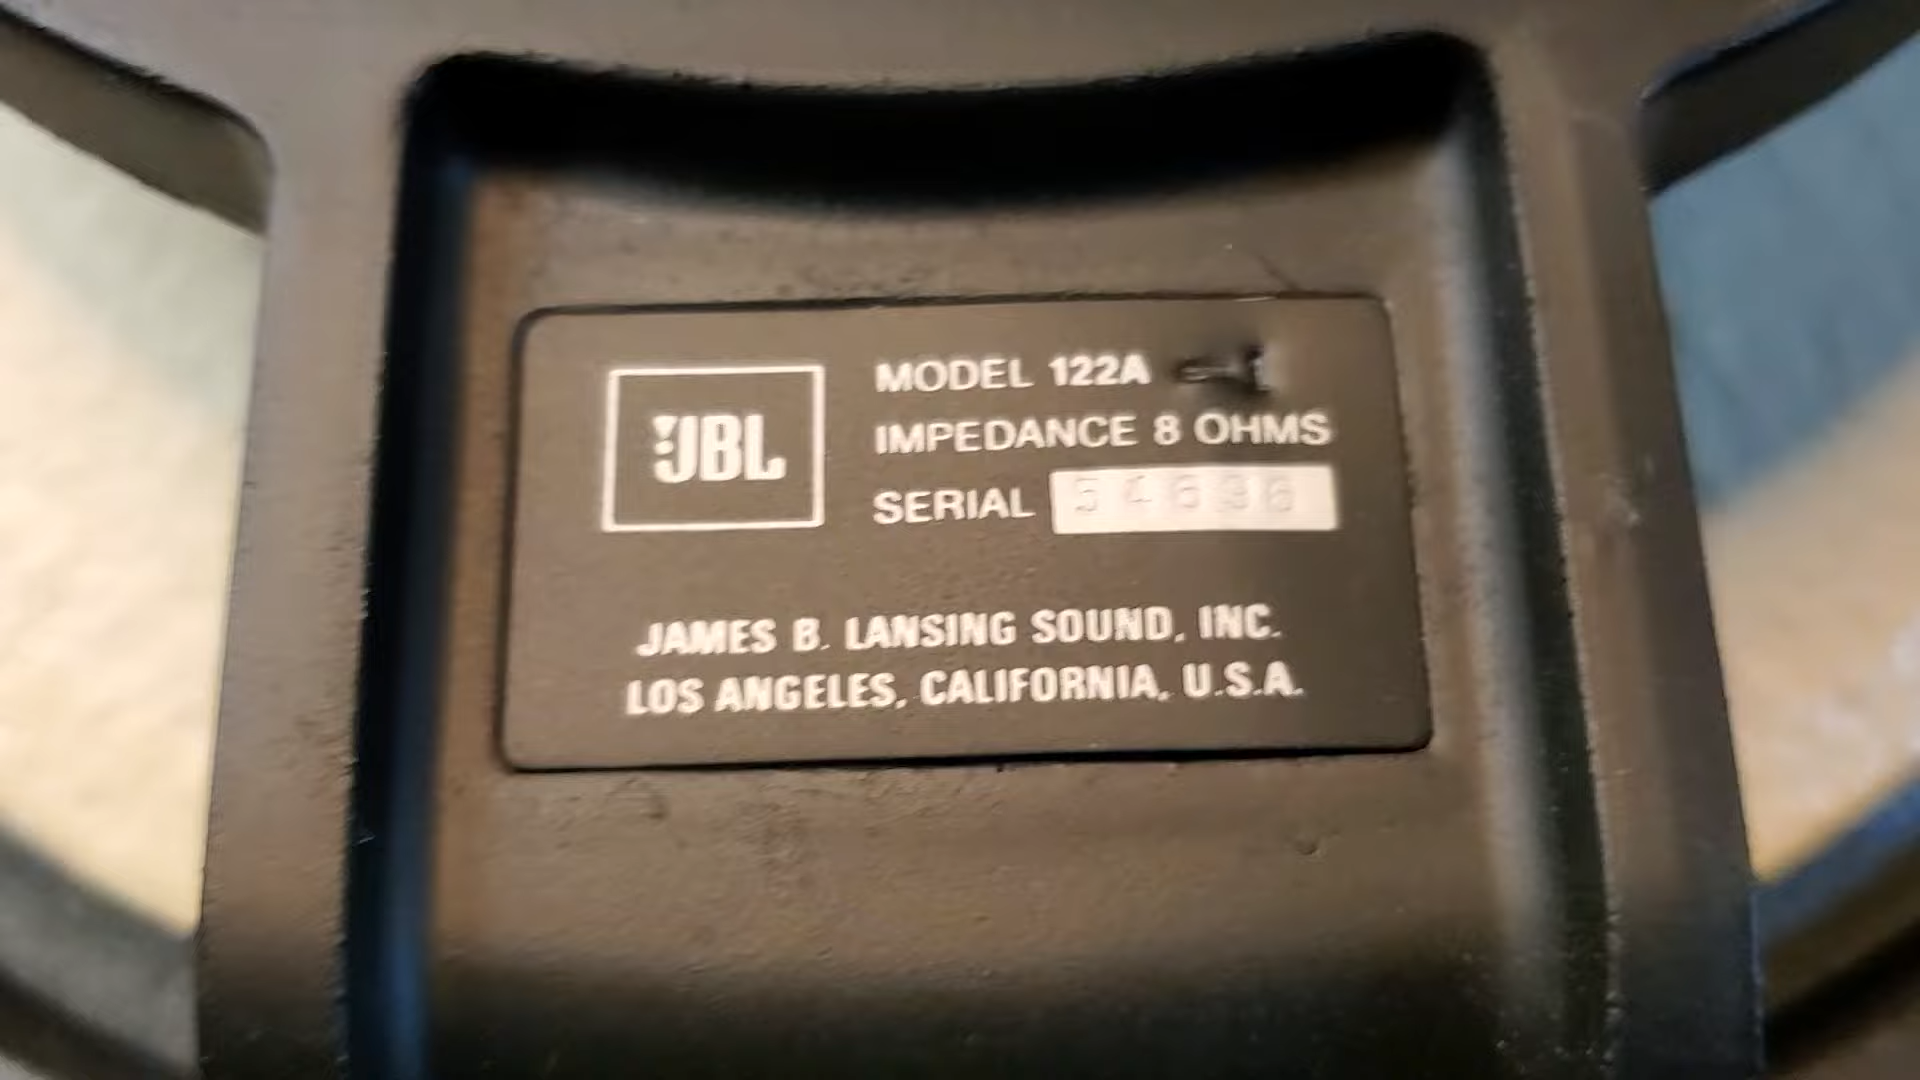 JBL
MODEL 122A
IMPEDANCE 8 OHMS
SERIAL
JAMES B. LANSING SOUND, INC.
LOS ANGELES, CALIFORNIA, U.S.A.